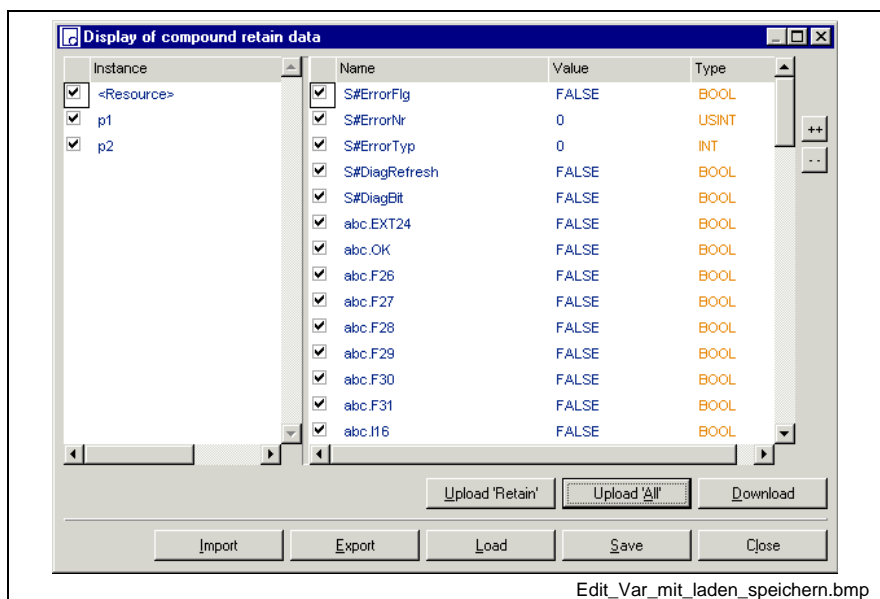 Display of compound retain data
Instance
<Resource>
p1
p2
Name Value Type
S#ErrorFlg FALSE BOOL
S#ErrorNr 0 USINT
S#ErrorTyp 0 INT
S#DiagRefresh FALSE BOOL
S#DiagBit FALSE BOOL
abc.EXT24 FALSE BOOL
abc.OK FALSE BOOL
abc.F26 FALSE BOOL
abc.F27 FALSE BOOL
abc.F28 FALSE BOOL
abc.F29 FALSE BOOL
abc.F30 FALSE BOOL
abc.F31 FALSE BOOL
abc.I16 FALSE BOOL
++
--
Upload 'Retain' Upload 'All' Download
Import Export Load Save Close
Edit_Var_mit_laden_speichern.bmp